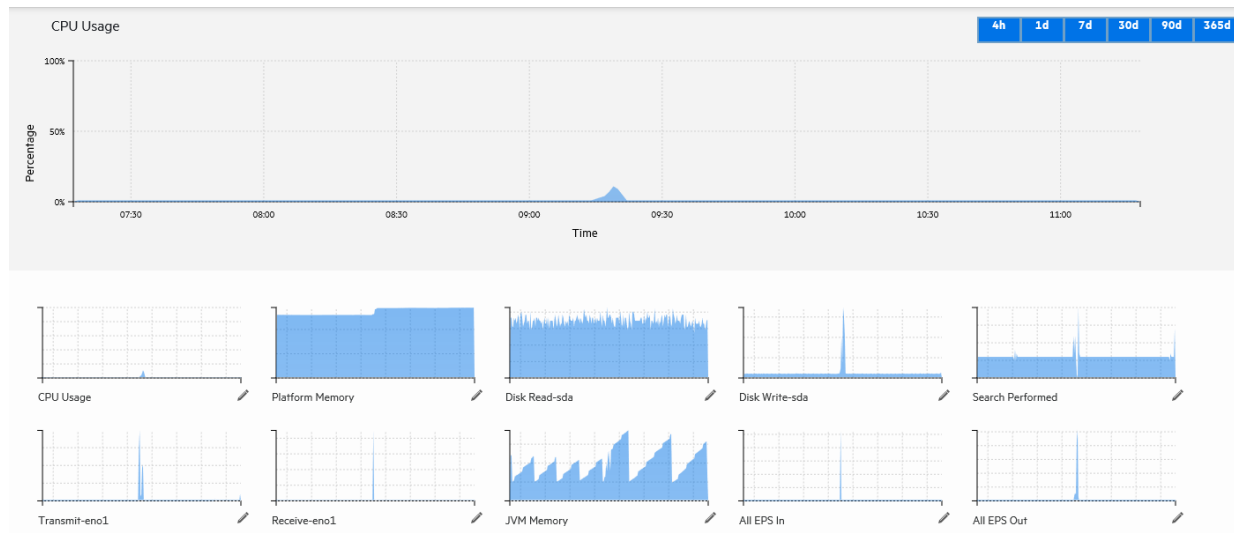 CPU Usage
4h 1d 7d 30d 90d 365d
100%
50%
0%
Percentage
07:30 08:00 08:30 09:00 09:30 10:00 10:30 11:00
Time
CPU Usage Platform Memory Disk Read-sda Disk Write-sda Search Performed
Transmit-eno1 Receive-eno1 JVM Memory All EPS In All EPS Out